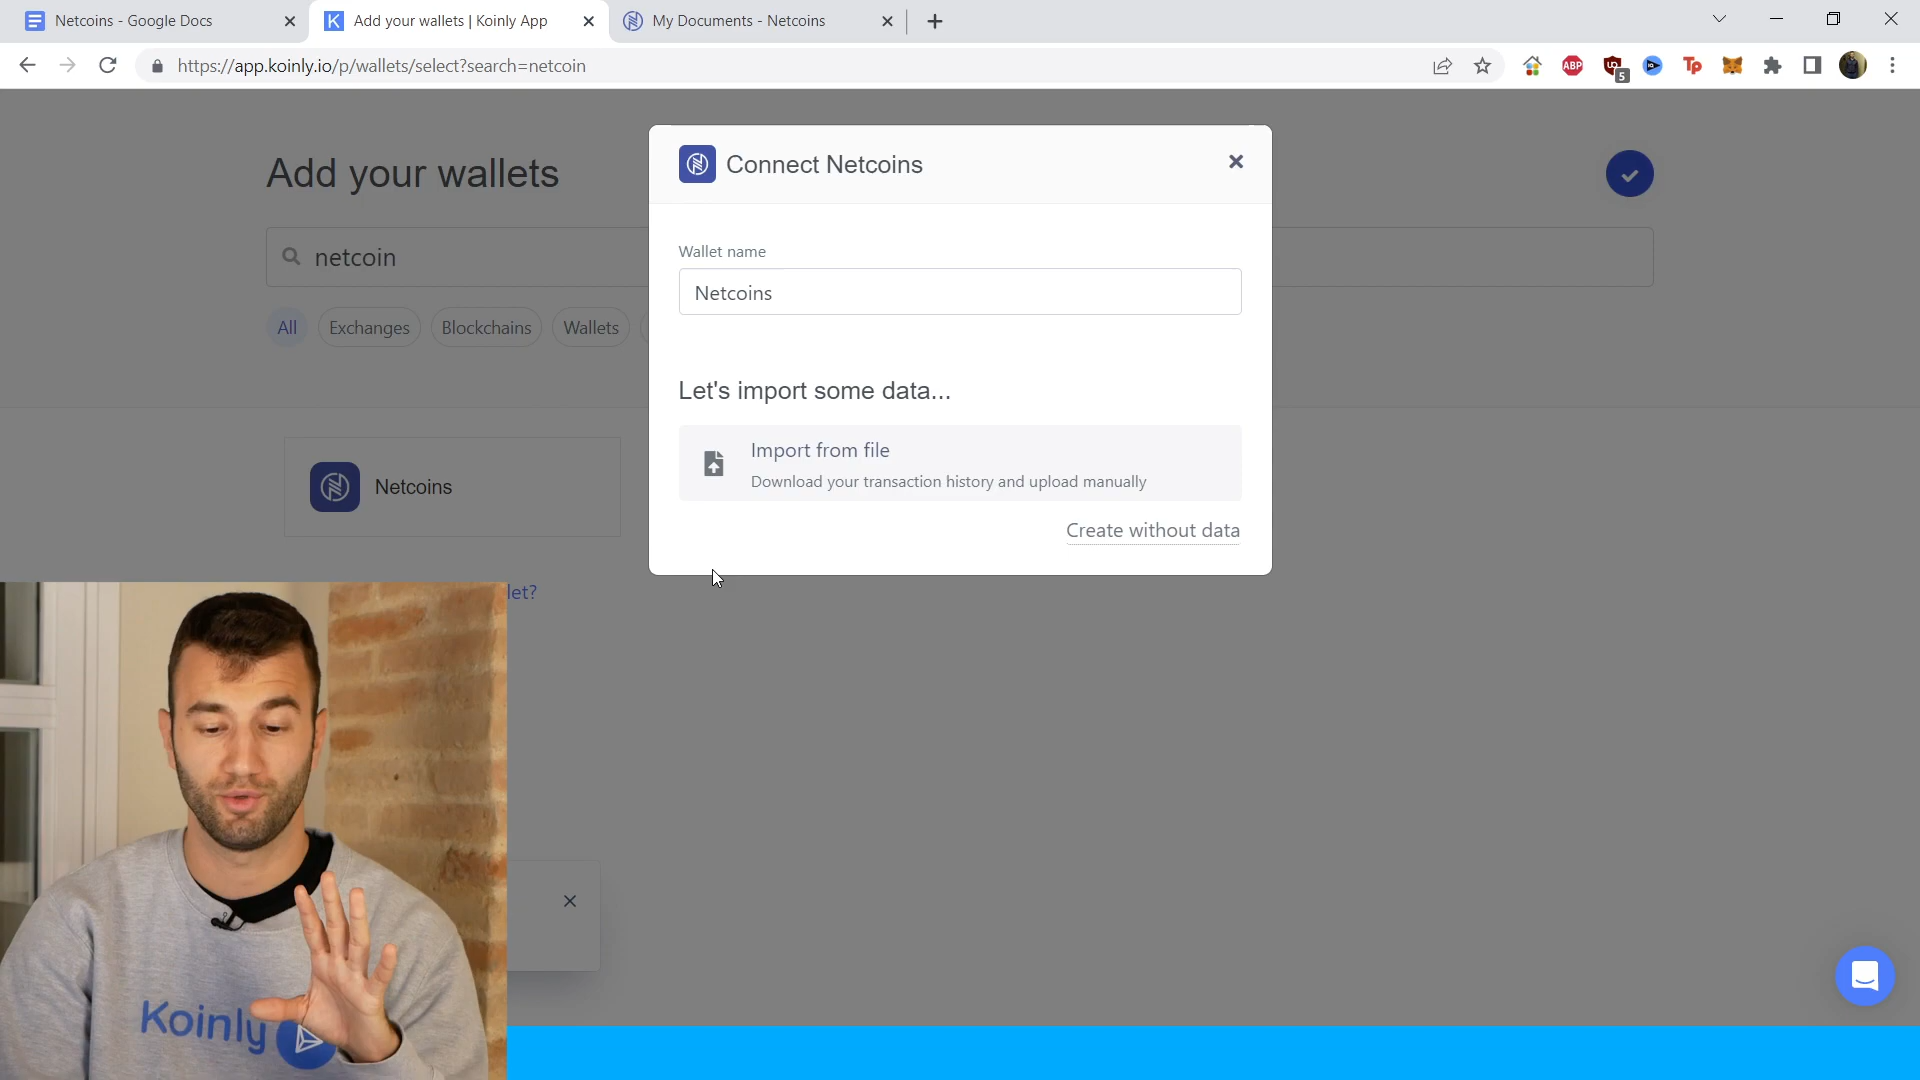 Netcoins - Google Docs
Add your wallets | Koinly App
My Documents - Netcoins
https://app.koinly.io/p/wallets/select?search=netcoin
ABP
5
Tp
Add your wallets
netcoin
All
Exchanges
Blockchains
Wallets
Netcoins
let?
Connect Netcoins
Wallet name
Netcoins
Let's import some data...
Import from file
Download your transaction history and upload manually
Create without data
Koinly